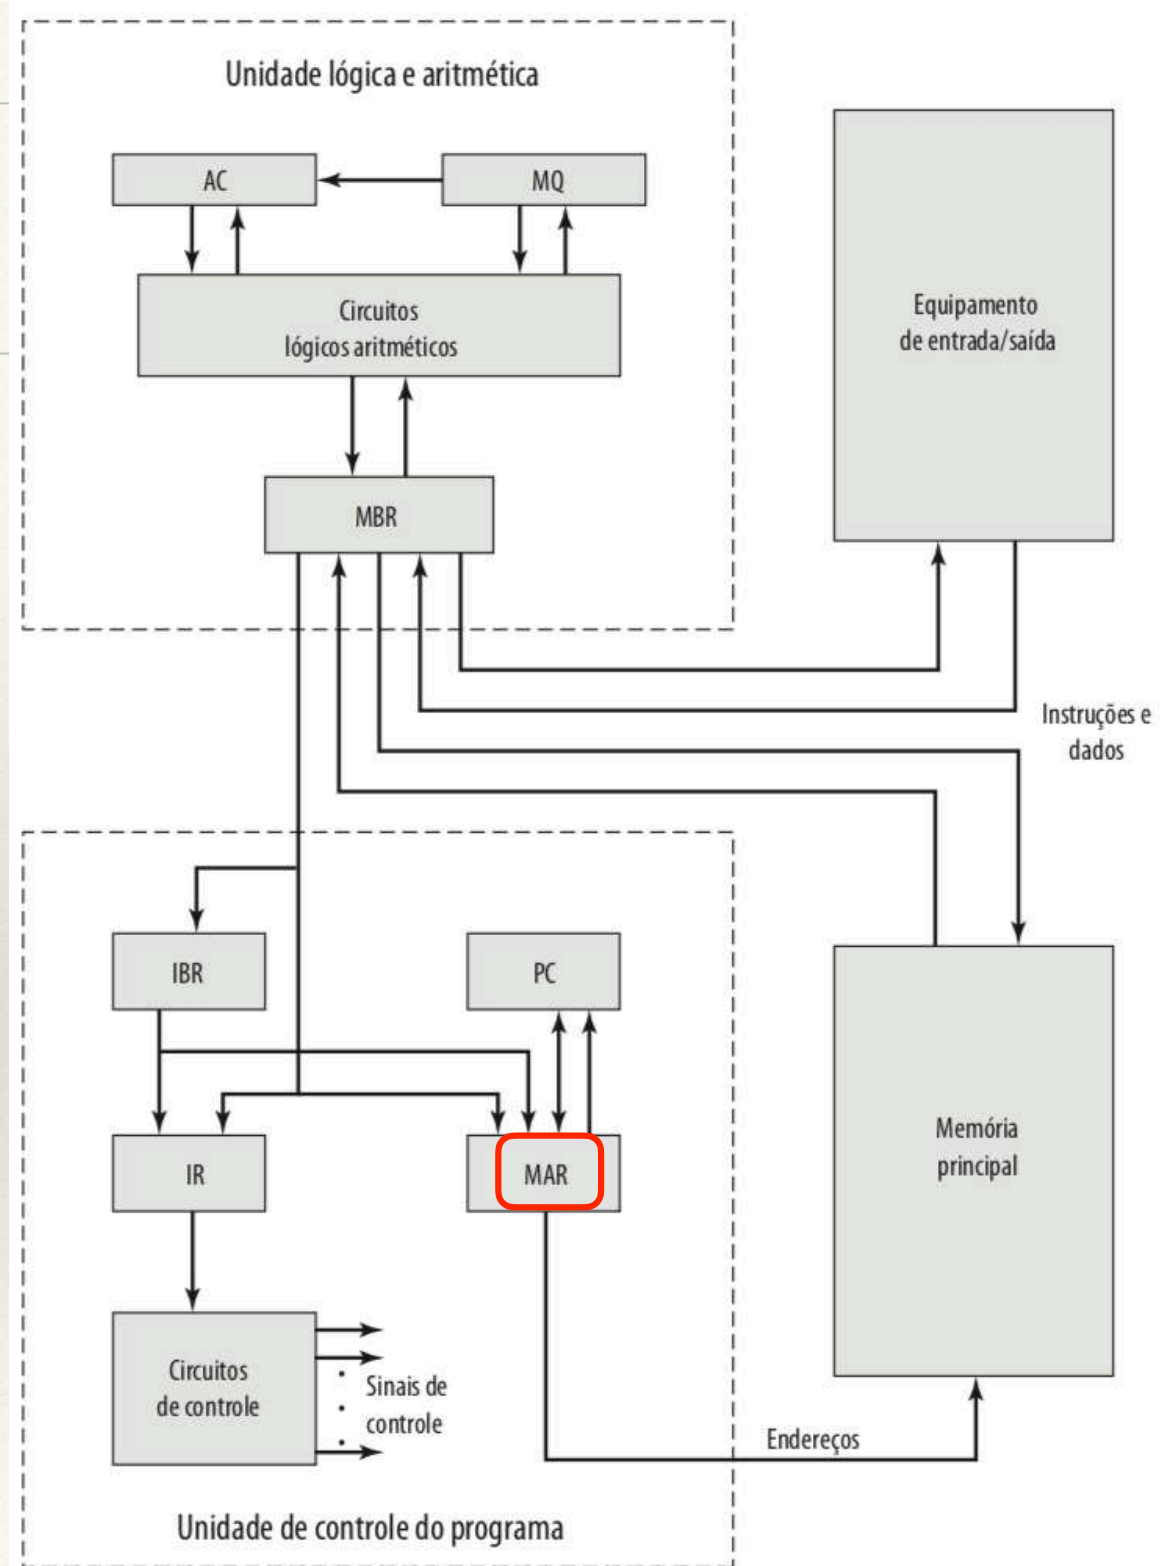 Unidade lógica e aritmética
AC
MQ
Circuitos
lógicos aritméticos
MBR
Equipamento
de entrada/saída
Instruções e
dados
IBR
PC
IR
MAR
Memória
principal
Circuitos
de controle
Sinais de
controle
Endereços
Unidade de controle do programa